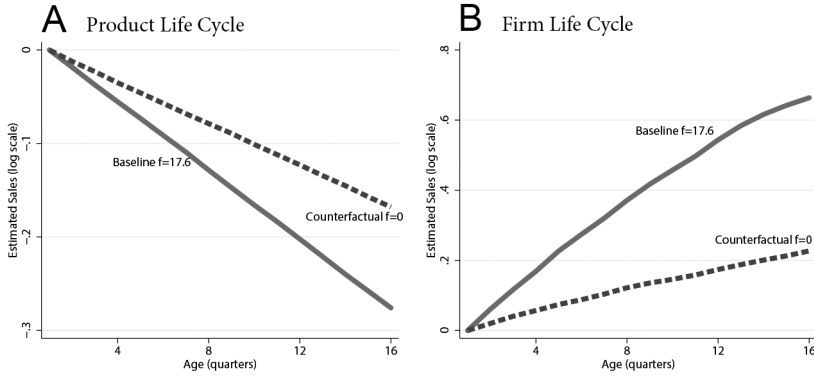 A Product Life Cycle
0
-.1
-.2
-.3
Estimated Sales (log scale)
Baseline f=17.6
Counterfactual f=0
4 8 12 16
Age (quarters)
B Firm Life Cycle
.8
.6
.4
.2
0
Estimated Sales (log scale)
Baseline f=17.6
Counterfactual f=0
4 8 12 16
Age (quarters)